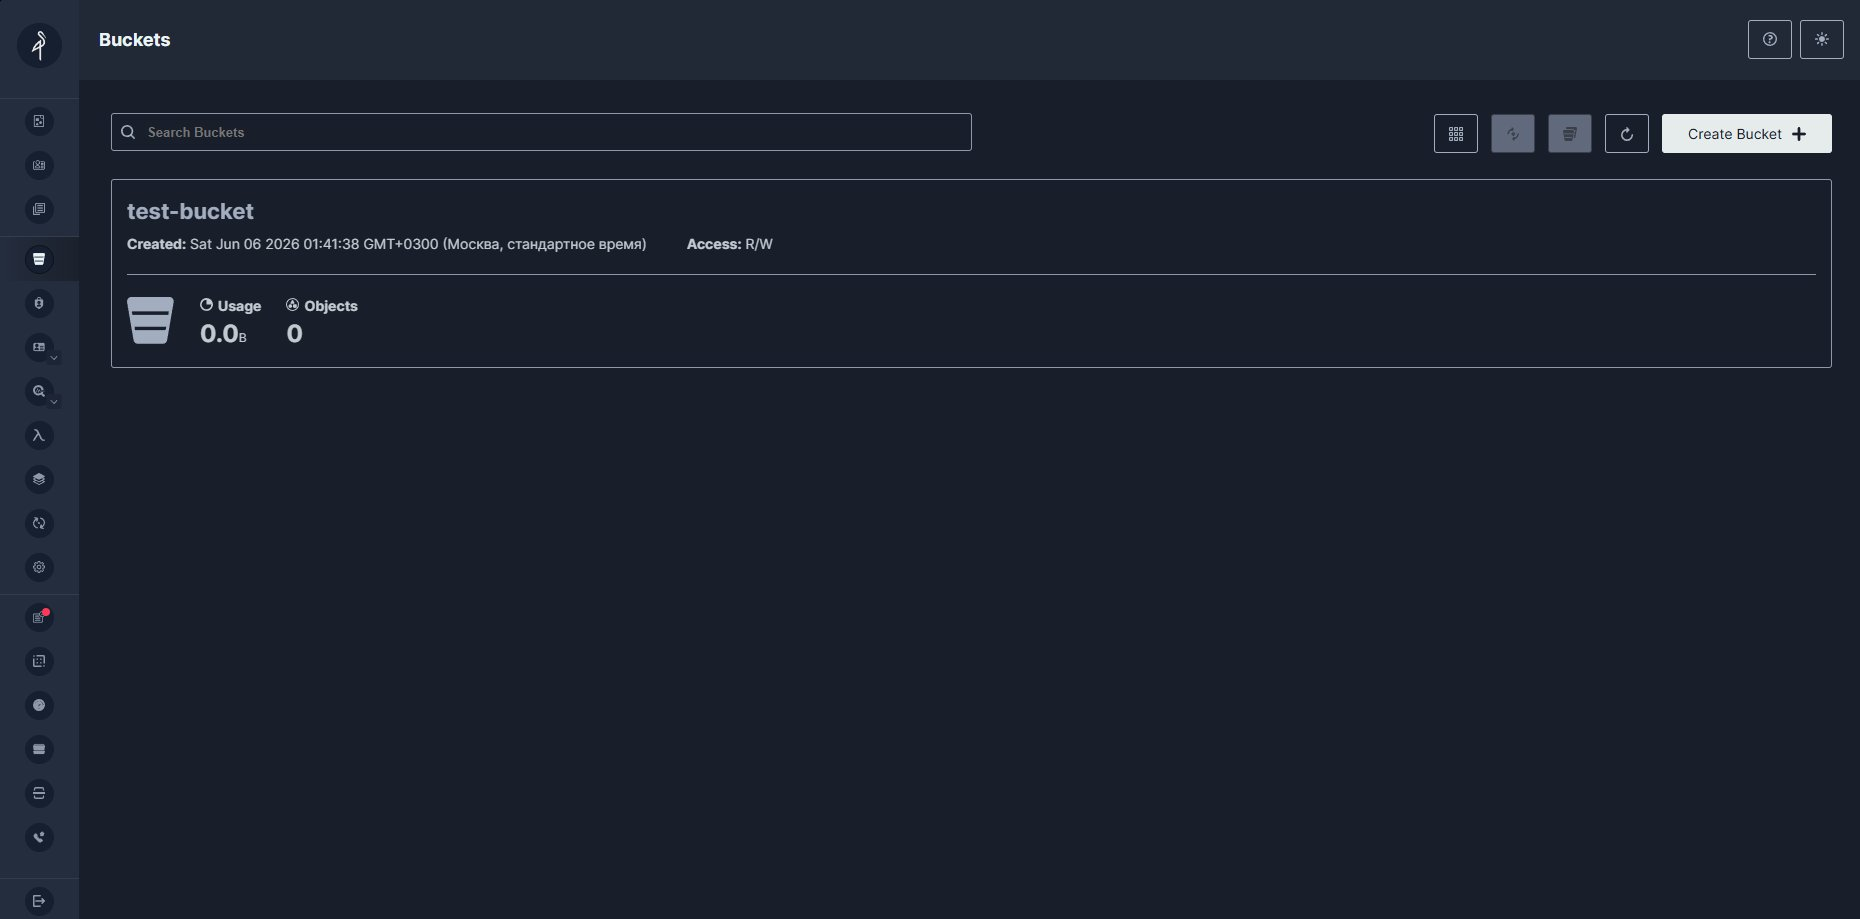 Buckets
Search Buckets
Create Bucket
test-bucket
Created: Sat Jun 06 2026 01:41:38 GMT+0300 (Москва, стандартное время) Access: R/W
Usage Objects
0.0B 0